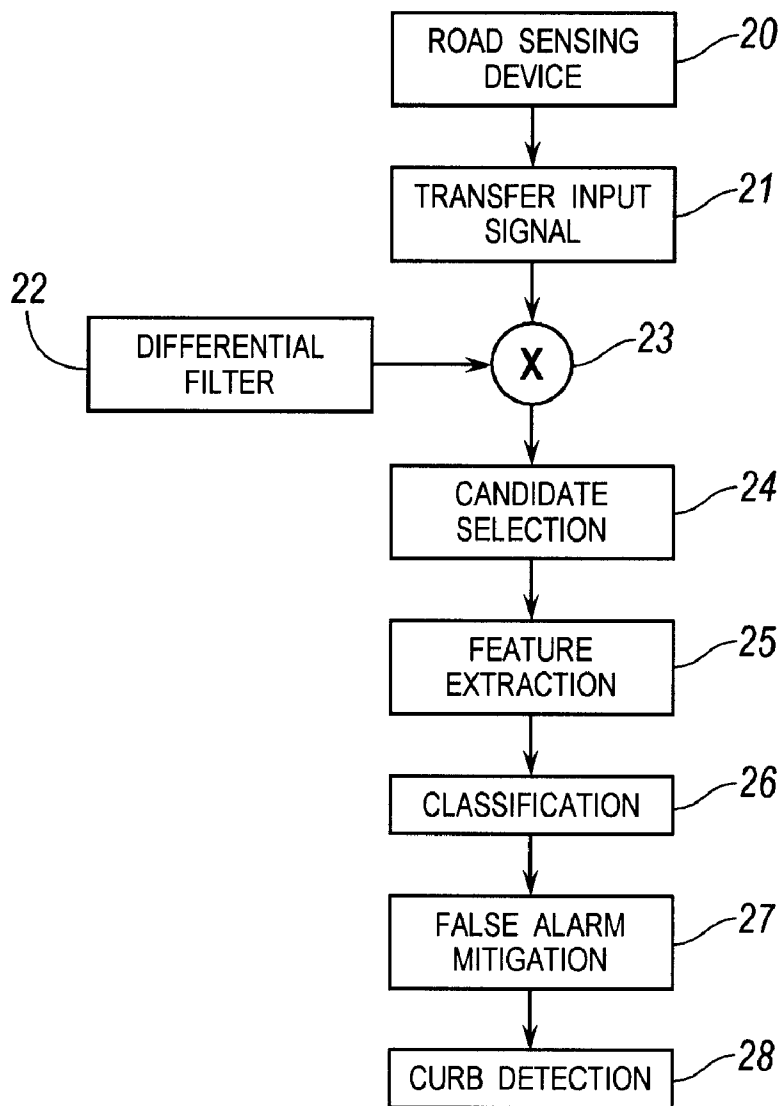 ROAD SENSING
DEVICE
20
TRANSFER INPUT
SIGNAL
21
22
DIFFERENTIAL
FILTER
X
23
CANDIDATE
SELECTION
24
FEATURE
EXTRACTION
25
CLASSIFICATION
26
FALSE ALARM
MITIGATION
27
CURB DETECTION
28